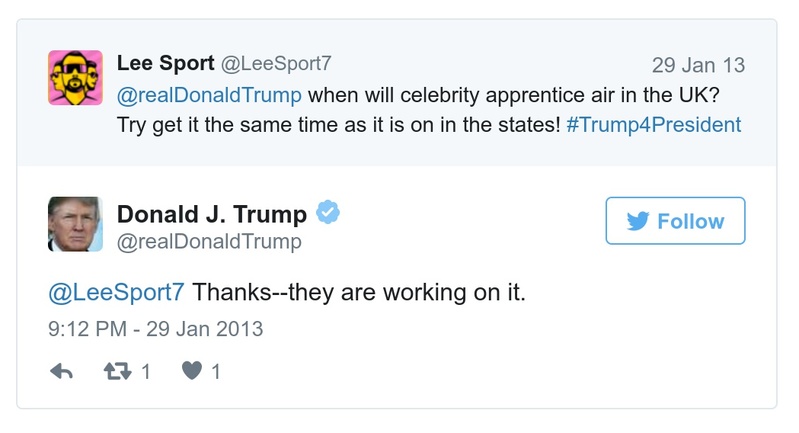 Lee Sport @LeeSport7 29 Jan 13
@realDonaldTrump when will celebrity apprentice air in the UK?
Try get it the same time as it is on in the states! #Trump4President
Donald J. Trump
@realDonaldTrump
Follow
@LeeSport7 Thanks--they are working on it.
9:12 PM - 29 Jan 2013
1 1